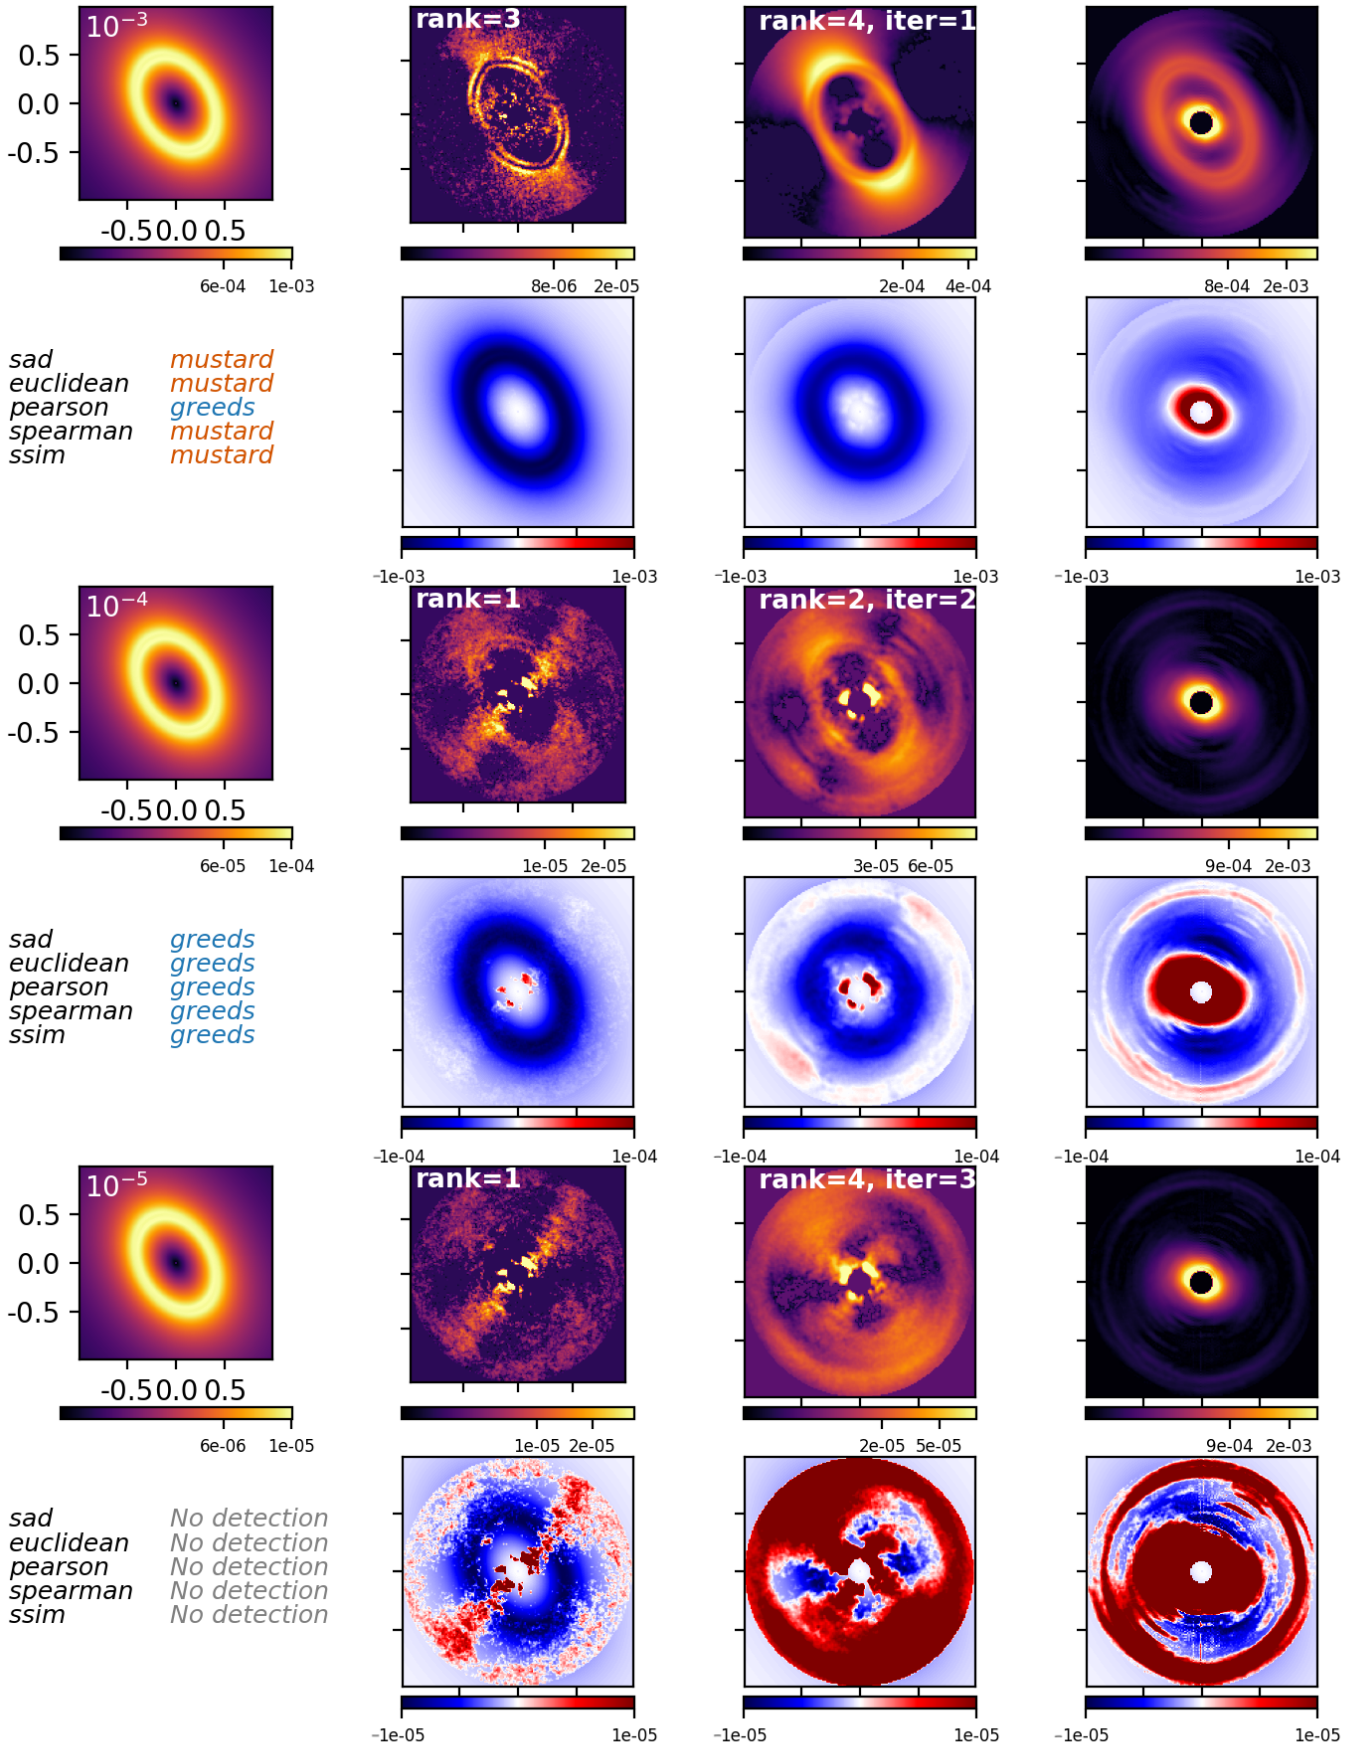 10⁻³
rank=3
rank=4, iter=1
0.5
0.0
-0.5
-0.5 0.0 0.5
6e-04 1e-03
8e-06 2e-05
2e-04 4e-04
8e-04 2e-03
sad mustard
euclidean mustard
pearson greeds
spearman mustard
ssim mustard
−1e-03 1e-03
−1e-03 1e-03
−1e-03 1e-03
10⁻⁴
rank=1
rank=2, iter=2
0.5
0.0
-0.5
-0.5 0.0 0.5
6e-05 1e-04
1e-05 2e-05
3e-05 6e-05
9e-04 2e-03
sad greeds
euclidean greeds
pearson greeds
spearman greeds
ssim greeds
−1e-04 1e-04
−1e-04 1e-04
−1e-04 1e-04
10⁻⁵
rank=1
rank=4, iter=3
0.5
0.0
-0.5
-0.5 0.0 0.5
6e-06 1e-05
1e-05 2e-05
2e-05 5e-05
9e-04 2e-03
sad No detection
euclidean No detection
pearson No detection
spearman No detection
ssim No detection
−1e-05 1e-05
−1e-05 1e-05
−1e-05 1e-05